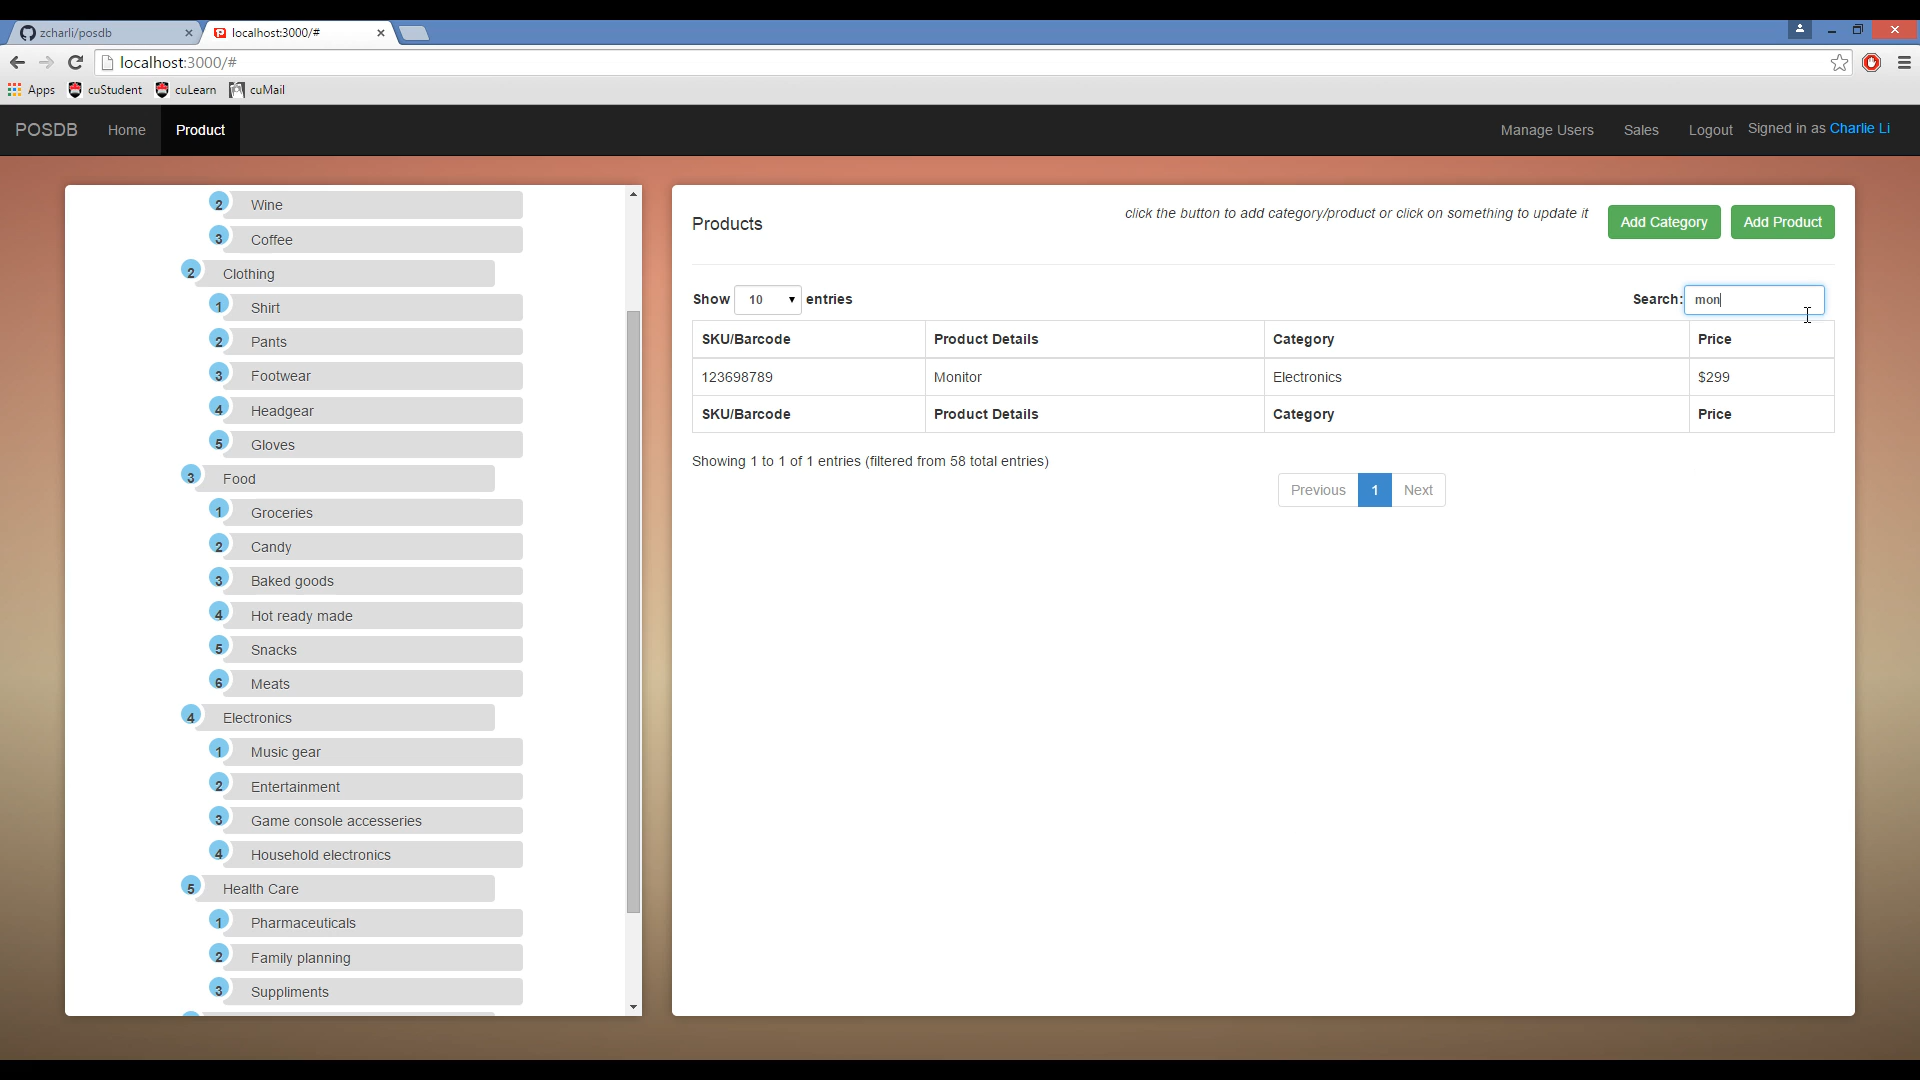 zcharli/posdb
localhost:3000/#
localhost:3000/#
Apps cuStudent cuLearn cuMail
POSDB Home Product Manage Users Sales Logout Signed in as Charlie Li
2 Wine
3 Coffee
2 Clothing
1 Shirt
2 Pants
3 Footwear
4 Headgear
5 Gloves
3 Food
1 Groceries
2 Candy
3 Baked goods
4 Hot ready made
5 Snacks
6 Meats
4 Electronics
1 Music gear
2 Entertainment
3 Game console accesseries
4 Household electronics
5 Health Care
1 Pharmaceuticals
2 Family planning
3 Suppliments
Products click the button to add category/product or click on something to update it Add Category Add Product
Show 10 entries Search: mon
SKU/Barcode Product Details Category Price
123698789 Monitor Electronics $299
SKU/Barcode Product Details Category Price
Showing 1 to 1 of 1 entries (filtered from 58 total entries)
Previous 1 Next